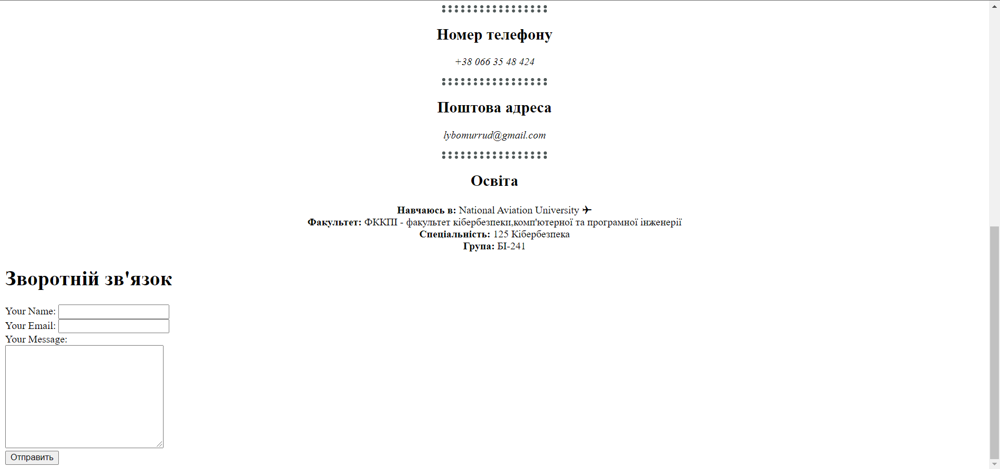 Номер телефону
+38 066 35 48 424
Поштова адреса
lybomurrud@gmail.com
Освіта
Навчаюсь в: National Aviation University ✈
Факультет: ФККПІ - факультет кібербезпеки,комп'ютерної та програмної інженерії
Спеціальність: 125 Кібербезпека
Група: БІ-241
Зворотній зв'язок
Your Name:
Your Email:
Your Message:
Отправить